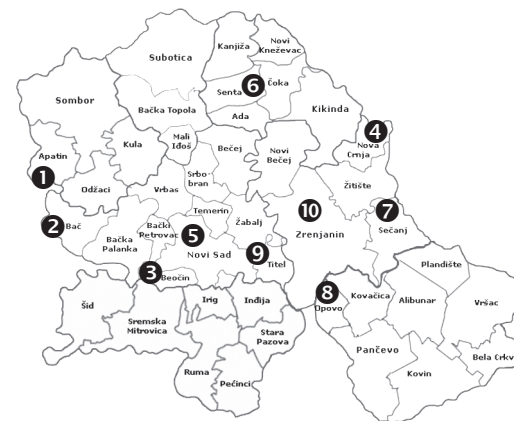 Subotica
Kanjiža
Novi
Kneževac
Sombor
Senta
6
Čoka
Bačka Topola
Ada
Kikinda
Apatin
Kula
Mali
Iđoš
Bečej
Novi
Bečej
4
Nova
Crnja
1
Odžaci
Vrbas
Srbo-
bran
Žitište
2
Bač
Bačka
Palanka
Bački
Petrovac
Temerin
5
Novi Sad
Žabalj
10
Zrenjanin
7
Sečanj
3
Beočin
9
Titel
Plandište
Šid
Sremska
Mitrovica
Irig
Inđija
8
Opovo
Kovačica
Alibunar
Vršac
Stara
Pazova
Ruma
Pećinci
Pančevo
Kovin
Bela Crkv